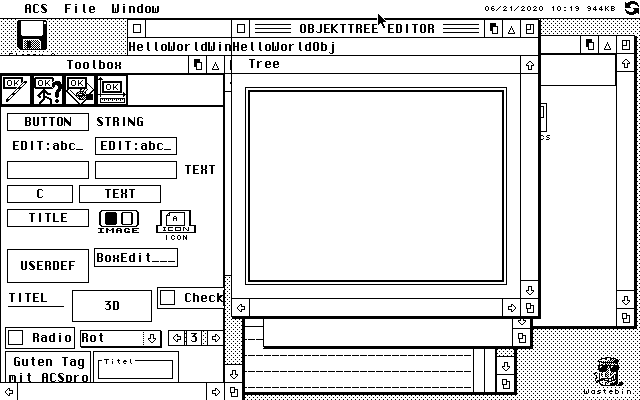 ACS File Window 06/21/2020 10:19 944KB
OBJEKTTREE EDITOR
HelloWorldWin HelloWorldObj
Toolbox
Tree
OK OK OK OK
BUTTON STRING
EDIT:abc_ EDIT:abc_
TEXT
C TEXT
TITLE IMAGE A ICON
ICON
USERDEF BoxEdit___
TITEL 3D Check
Radio Rot 3
Guten Tag Titel
mit ACSpro
cs
Wastebin